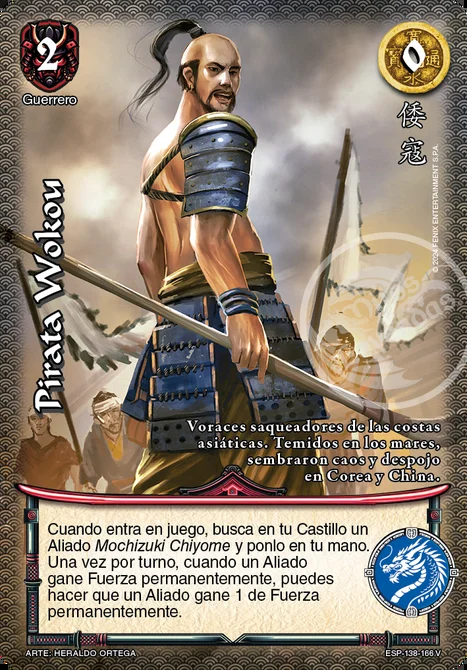 2
Guerrero
0
倭
寇
© 2024 FENIX ENTERTAINMENT S.P.A.
Pirata Wokou
Voraces saqueadores de las costas
asiáticas. Temidos en los mares,
sembraron caos y despojo
en Corea y China.
Cuando entra en juego, busca en tu Castillo un
Aliado Mochizuki Chiyome y ponlo en tu mano.
Una vez por turno, cuando un Aliado
gane Fuerza permanentemente, puedes
hacer que un Aliado gane 1 de Fuerza
permanentemente.
ARTE: HERALDO ORTEGA
ESP-138-166 V